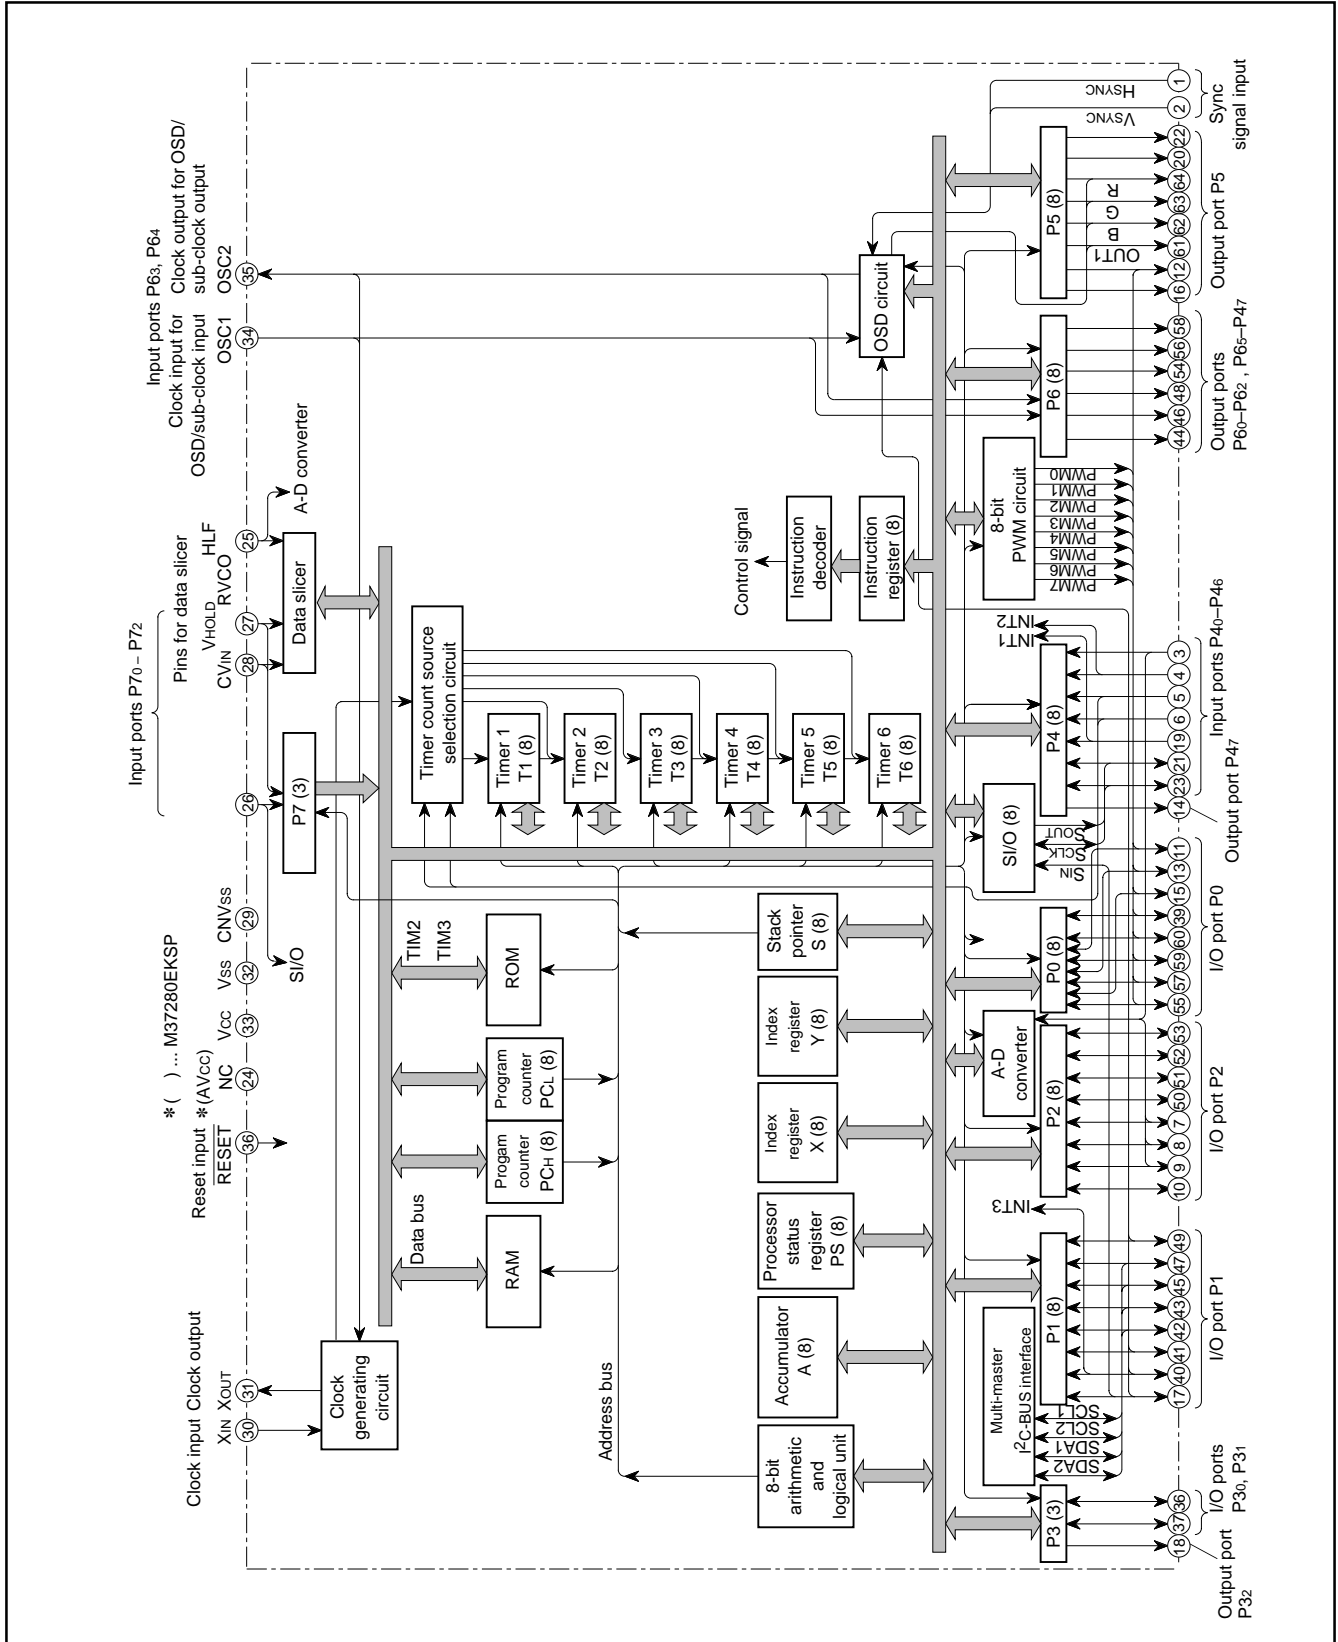 Clock input
Clock output
XIN
XOUT
30
31
Reset input
RESET
36
*( ) ... M37280EKSP
*(AVCC)
NC
24
VCC
33
VSS
32
CNVSS
29
Input ports P70 – P72
26
Pins for data slicer
CVIN
28
VHOLD
27
RVCO
HLF
25
Input ports P63, P64
Clock input for
OSD/sub-clock input
OSC1
34
Clock output for OSD/
sub-clock output
OSC2
35
Clock
generating
circuit
SI/O
P7 (3)
Data slicer
A-D converter
Data bus
TIM2
TIM3
Timer count source
selection circuit
RAM
Progam
counter
PCH (8)
Program
counter
PCL (8)
ROM
Timer 1
T1 (8)
Timer 2
T2 (8)
Timer 3
T3 (8)
Timer 4
T4 (8)
Timer 5
T5 (8)
Timer 6
T6 (8)
Address bus
Control signal
8-bit
arithmetic
and
logical unit
Accumulator
A (8)
Processor
status
register
PS (8)
Index
register
X (8)
Index
register
Y (8)
Stack
pointer
S (8)
Instruction
decoder
Instruction
register (8)
OSD circuit
Multi-master
I2C-BUS interface
A-D
converter
SI/O (8)
8-bit
PWM circuit
P3 (3)
P1 (8)
P2 (8)
P0 (8)
P4 (8)
P6 (8)
P5 (8)
SDA2
SDA1
SCL2
SCL1
INT3
SIN
SCLK
SOUT
INT1
INT2
PWM7
PWM6
PWM5
PWM4
PWM3
PWM2
PWM1
PWM0
OUT1
B
G
R
VSYNC
HSYNC
18
37
36
17
40
41
42
43
45
47
49
10
9
8
7
50
51
52
53
55
57
59
60
39
15
13
11
14
23
21
19
6
5
4
3
44
46
48
54
56
58
16
12
61
62
63
64
20
22
2
1
Output port
P32
I/O ports
P30, P31
I/O port P1
I/O port P2
I/O port P0
Output port P47
Input ports P40–P46
Output ports
P60–P62 , P65–P47
Output port P5
Sync
signal input